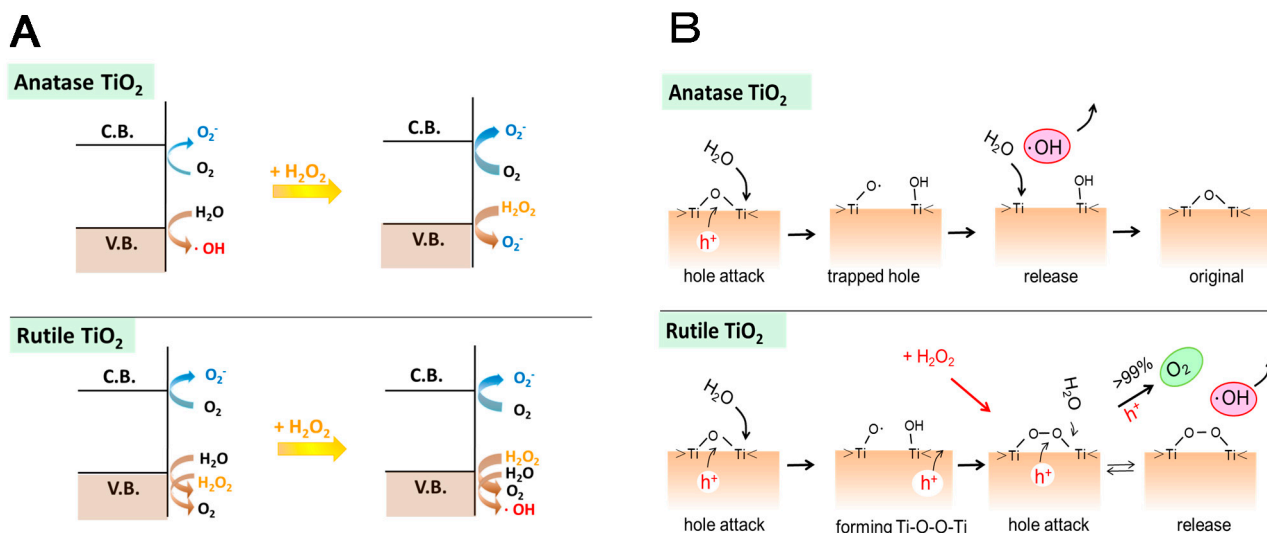 A
Anatase TiO₂
C.B.
O₂⁻
O₂
H₂O
V.B.
· OH
+ H₂O₂
C.B.
O₂⁻
O₂
H₂O₂
V.B.
O₂⁻
Rutile TiO₂
C.B.
O₂⁻
O₂
H₂O
V.B.
H₂O₂
O₂
+ H₂O₂
C.B.
O₂⁻
O₂
H₂O₂
H₂O
V.B.
O₂
· OH
B
Anatase TiO₂
H₂O
O
>Ti Ti<
h⁺
hole attack
O· OH
>Ti Ti<
trapped hole
H₂O ·OH
OH
>Ti Ti<
release
O
>Ti Ti<
original
Rutile TiO₂
H₂O
O
>Ti Ti<
h⁺
hole attack
O· OH
>Ti Ti<
h⁺
forming Ti-O-O-Ti
+ H₂O₂
H₂O
O-O
>Ti Ti<
h⁺
hole attack
>99%
h⁺
O₂
·OH
O-O
>Ti Ti<
release